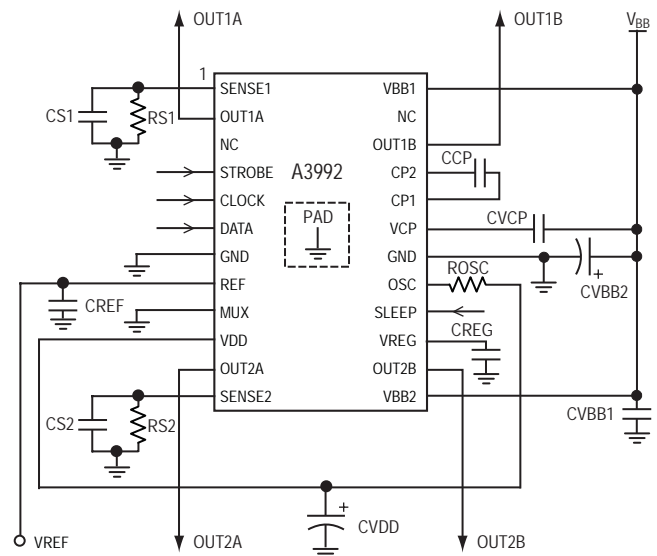 OUT1A
OUT1B
VBB
1
SENSE1
VBB1
CS1
RS1
OUT1A
NC
NC
OUT1B
CCP
STROBE
A3992
CP2
CLOCK
CP1
DATA
PAD
VCP
CVCP
GND
GND
ROSC
REF
OSC
CVBB2
+
CREF
MUX
SLEEP
CREG
VDD
VREG
OUT2A
OUT2B
SENSE2
VBB2
CS2
RS2
CVBB1
+
CVDD
VREF
OUT2A
OUT2B